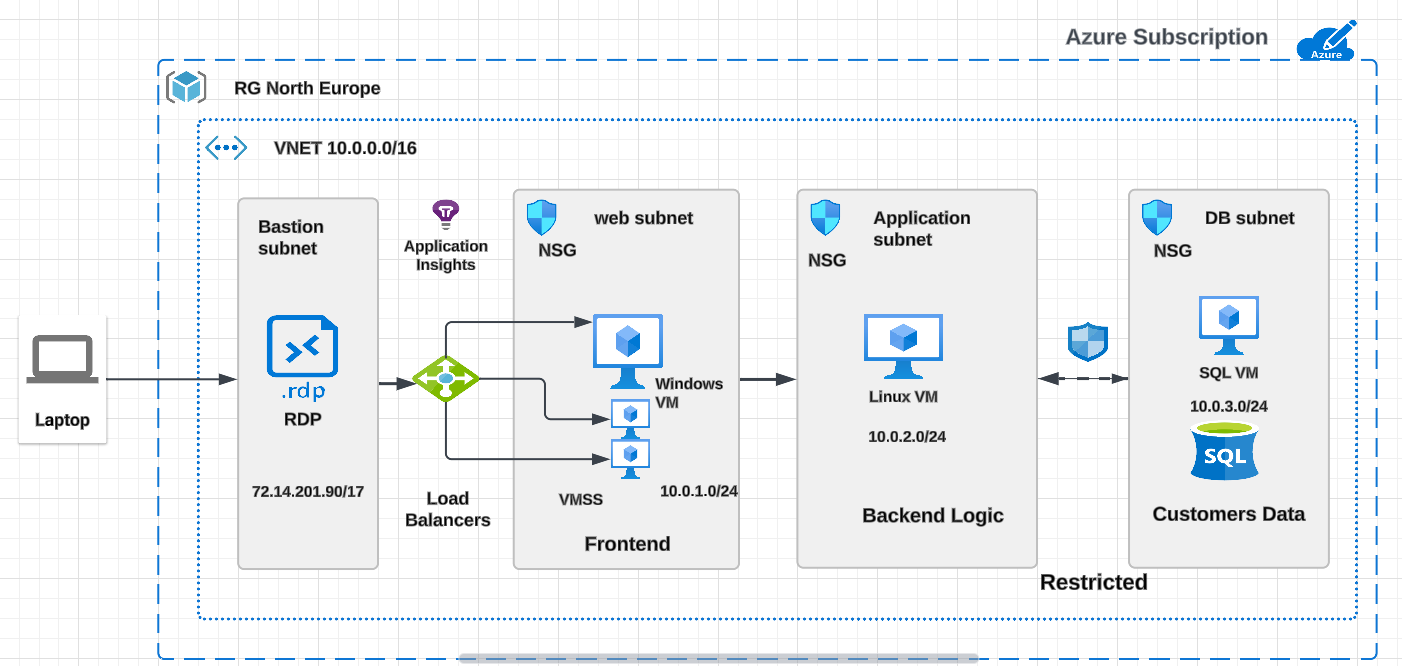 Azure Subscription
Azure
RG North Europe
VNET 10.0.0.0/16
Laptop
Bastion
subnet
.rdp
RDP
72.14.201.90/17
Application
Insights
Load
Balancers
web subnet
NSG
Windows
VM
VMSS
10.0.1.0/24
Frontend
Application
subnet
NSG
Linux VM
10.0.2.0/24
Backend Logic
DB subnet
NSG
SQL VM
10.0.3.0/24
SQL
Customers Data
Restricted